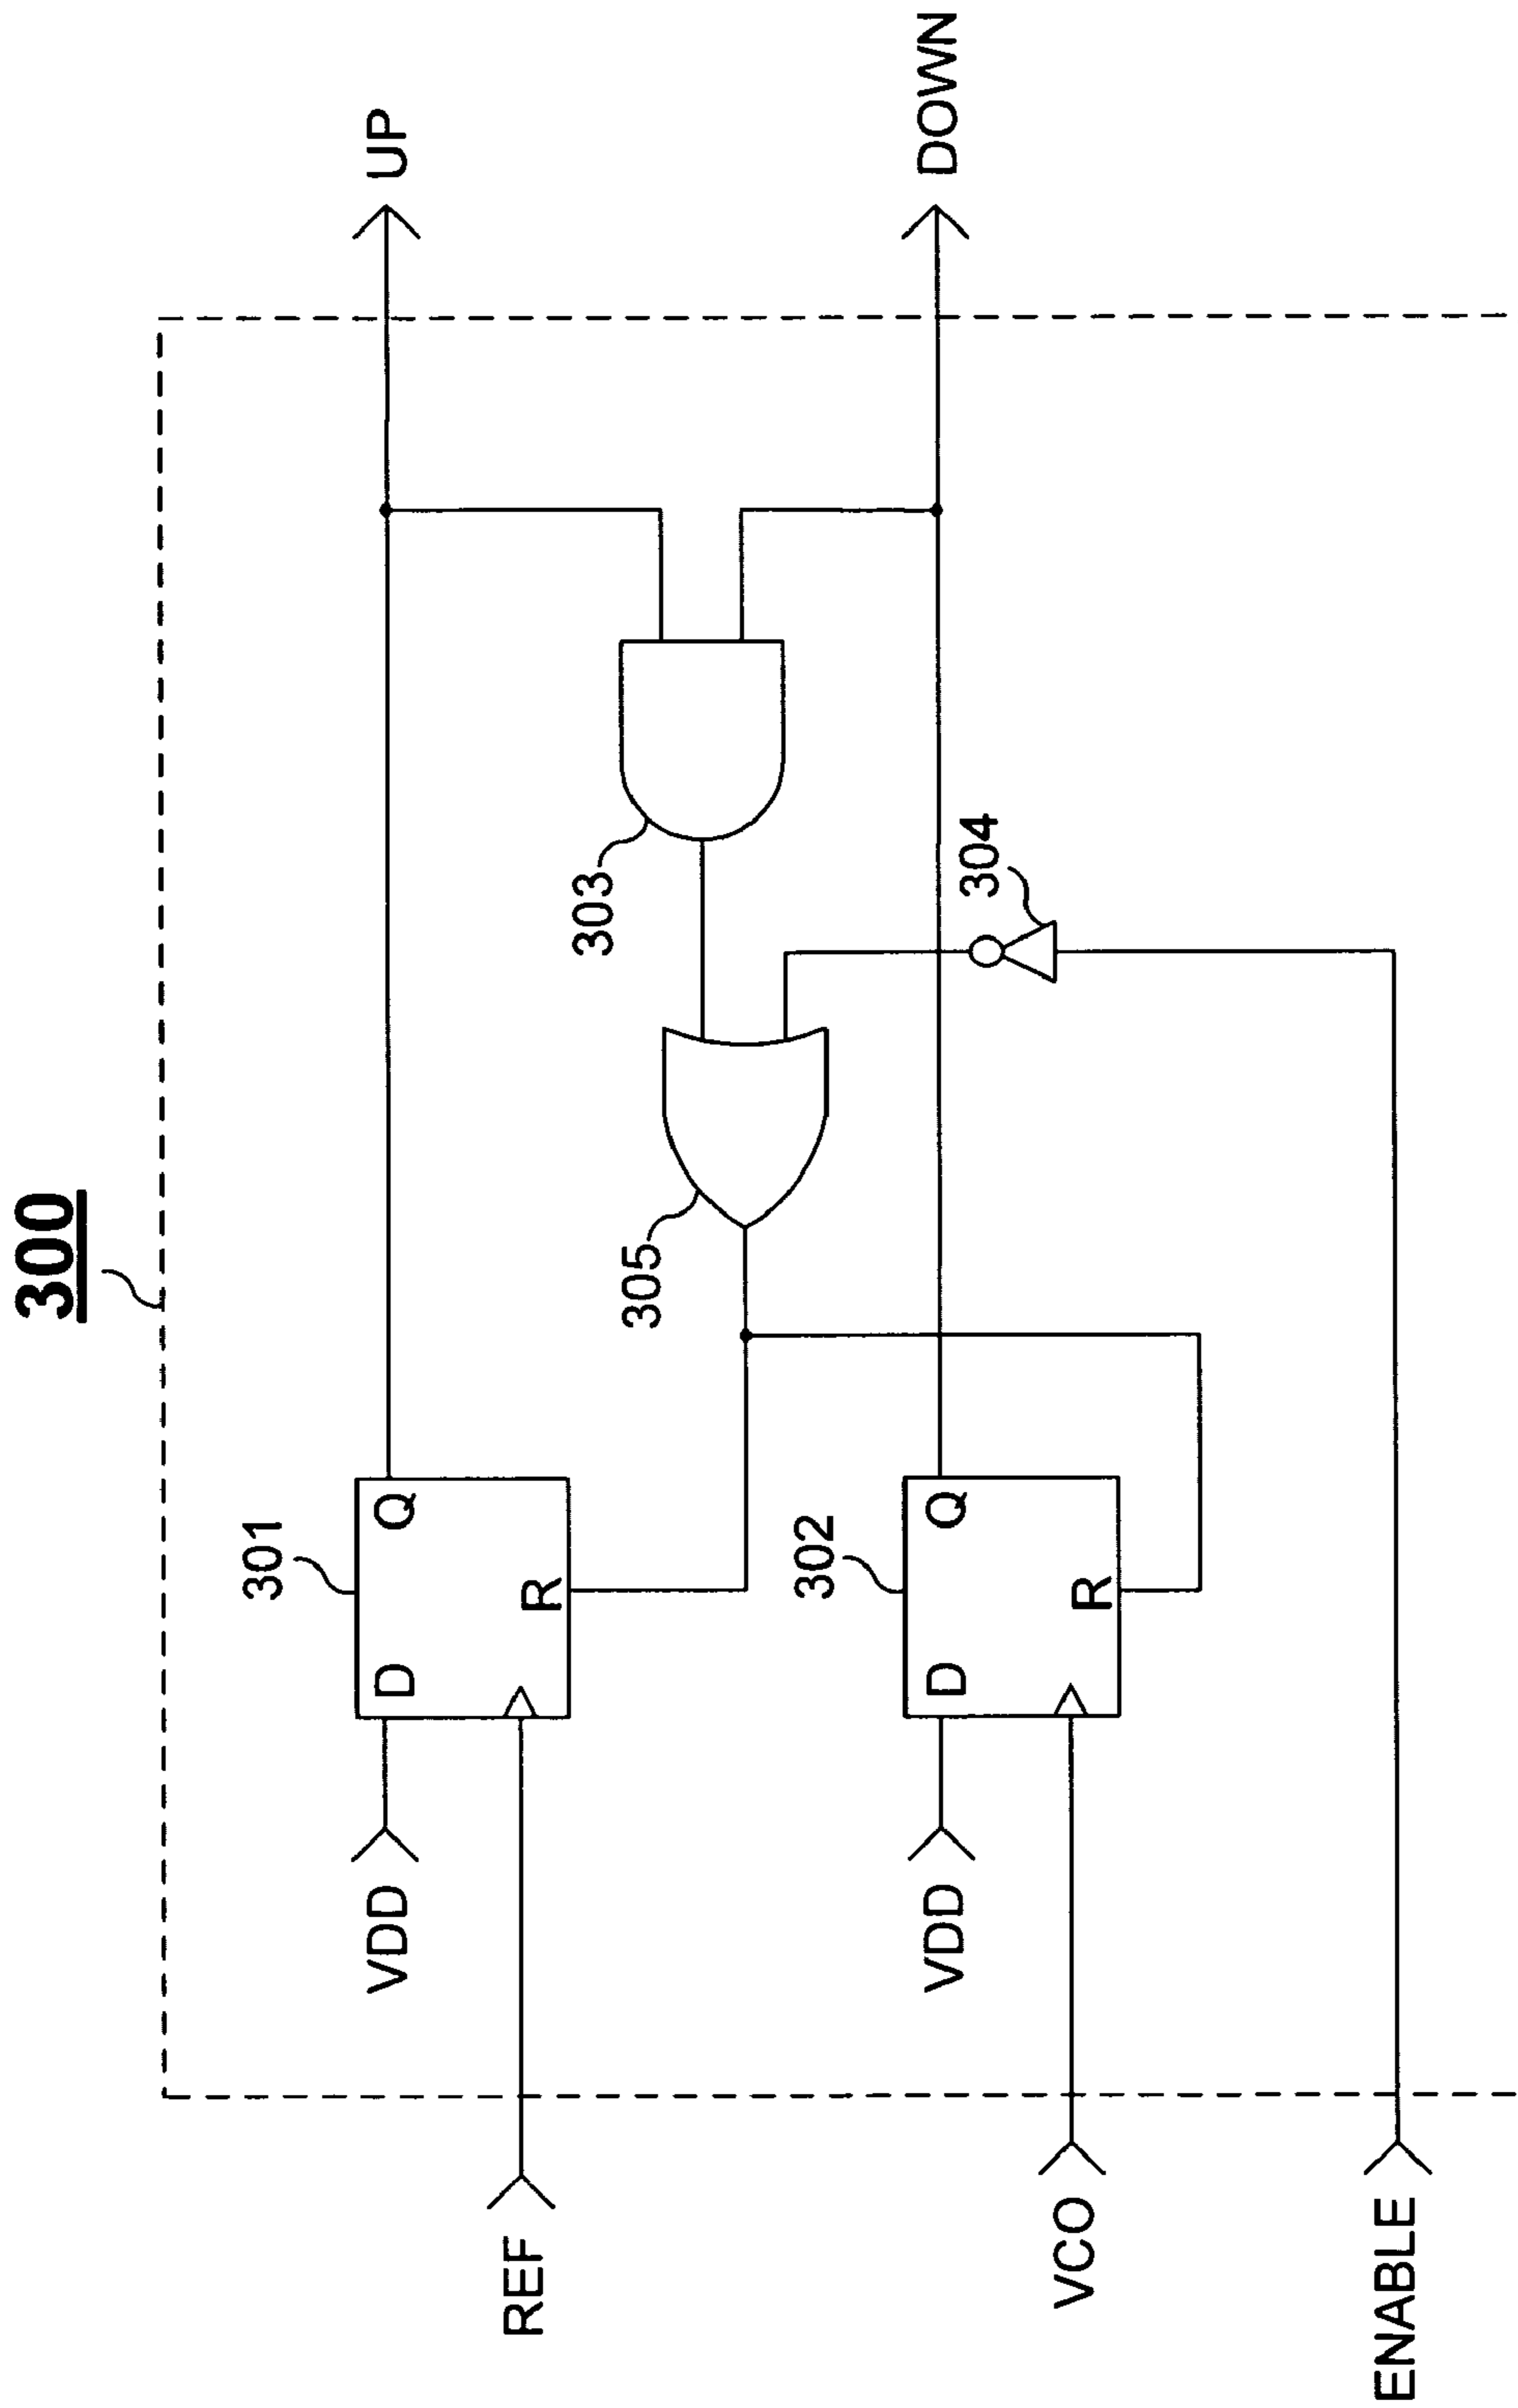 300
UP
301
D
Q
R
VDD
REF
303
305
302
D
Q
R
VDD
304
DOWN
VCO
ENABLE